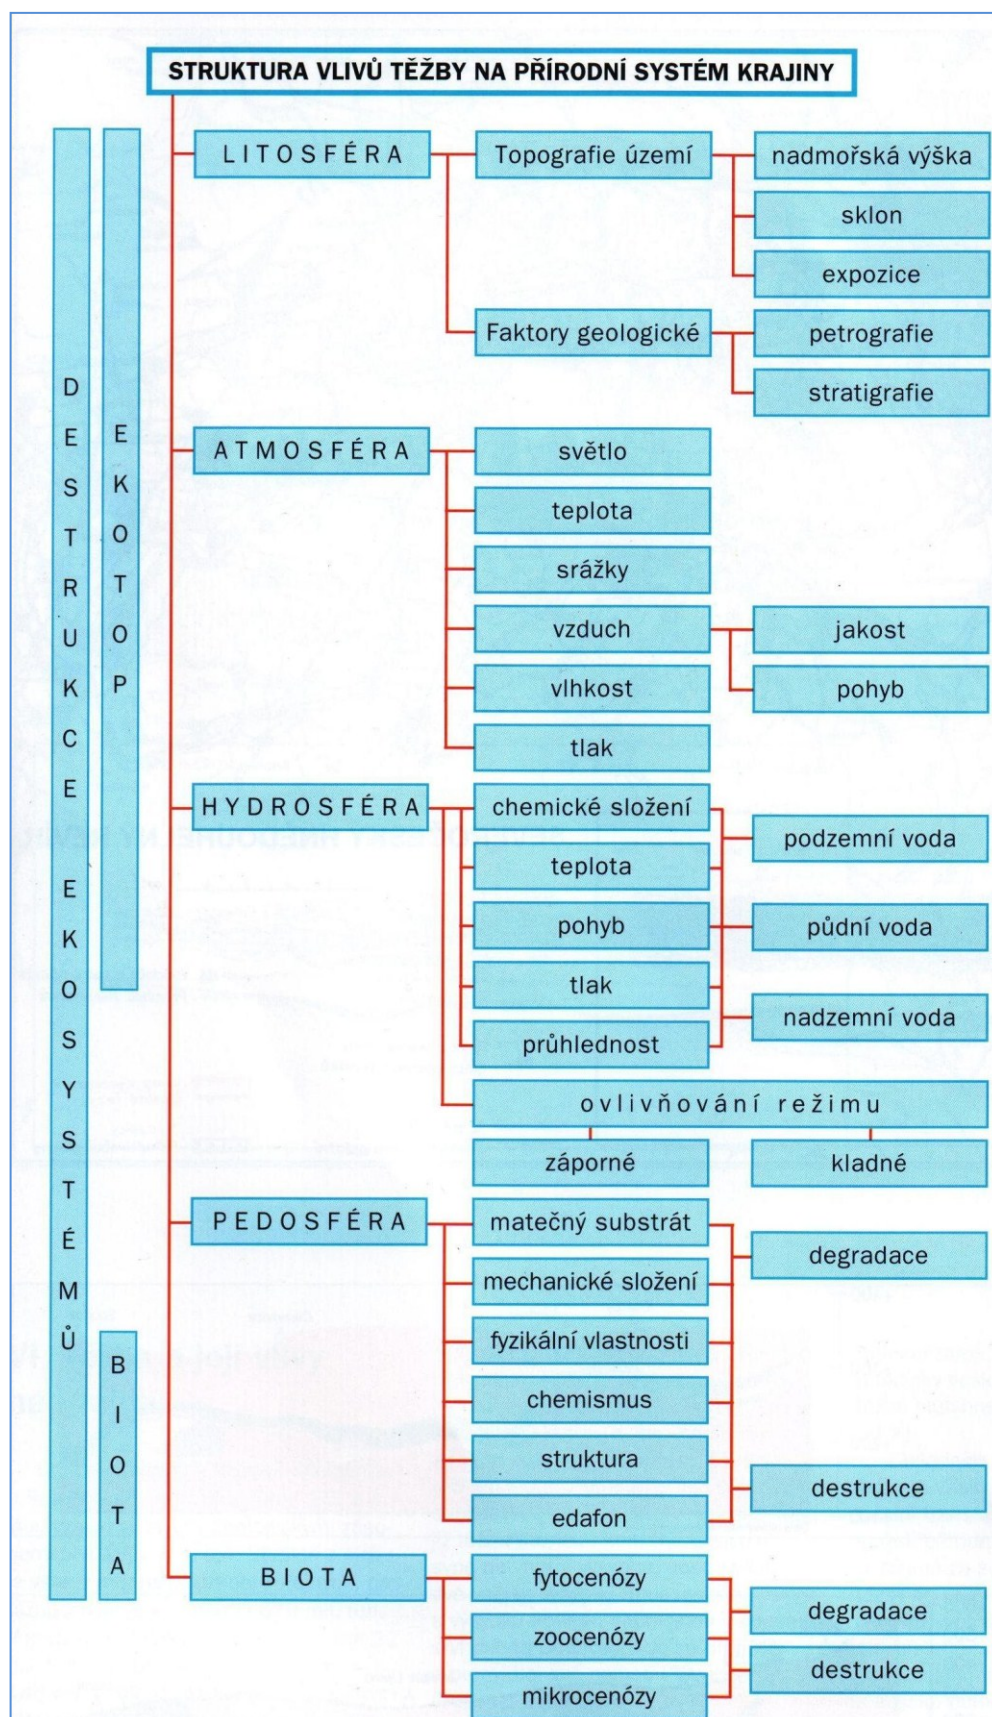 STRUKTURA VLIVŮ TĚŽBY NA PŘÍRODNÍ SYSTÉM KRAJINY
DESTRUKCE EKOSYSTÉMŮ
EKOTOP
BIOTA
LITOSFÉRA
Topografie území
nadmořská výška
sklon
expozice
Faktory geologické
petrografie
stratigrafie
ATMOSFÉRA
světlo
teplota
srážky
vzduch
jakost
pohyb
vlhkost
tlak
HYDROSFÉRA
chemické složení
teplota
pohyb
tlak
průhlednost
podzemní voda
půdní voda
nadzemní voda
ovlivňování režimu
záporné
kladné
PEDOSFÉRA
matečný substrát
mechanické složení
fyzikální vlastnosti
chemismus
struktura
edafon
degradace
destrukce
BIOTA
fytocenózy
zoocenózy
mikrocenózy
degradace
destrukce